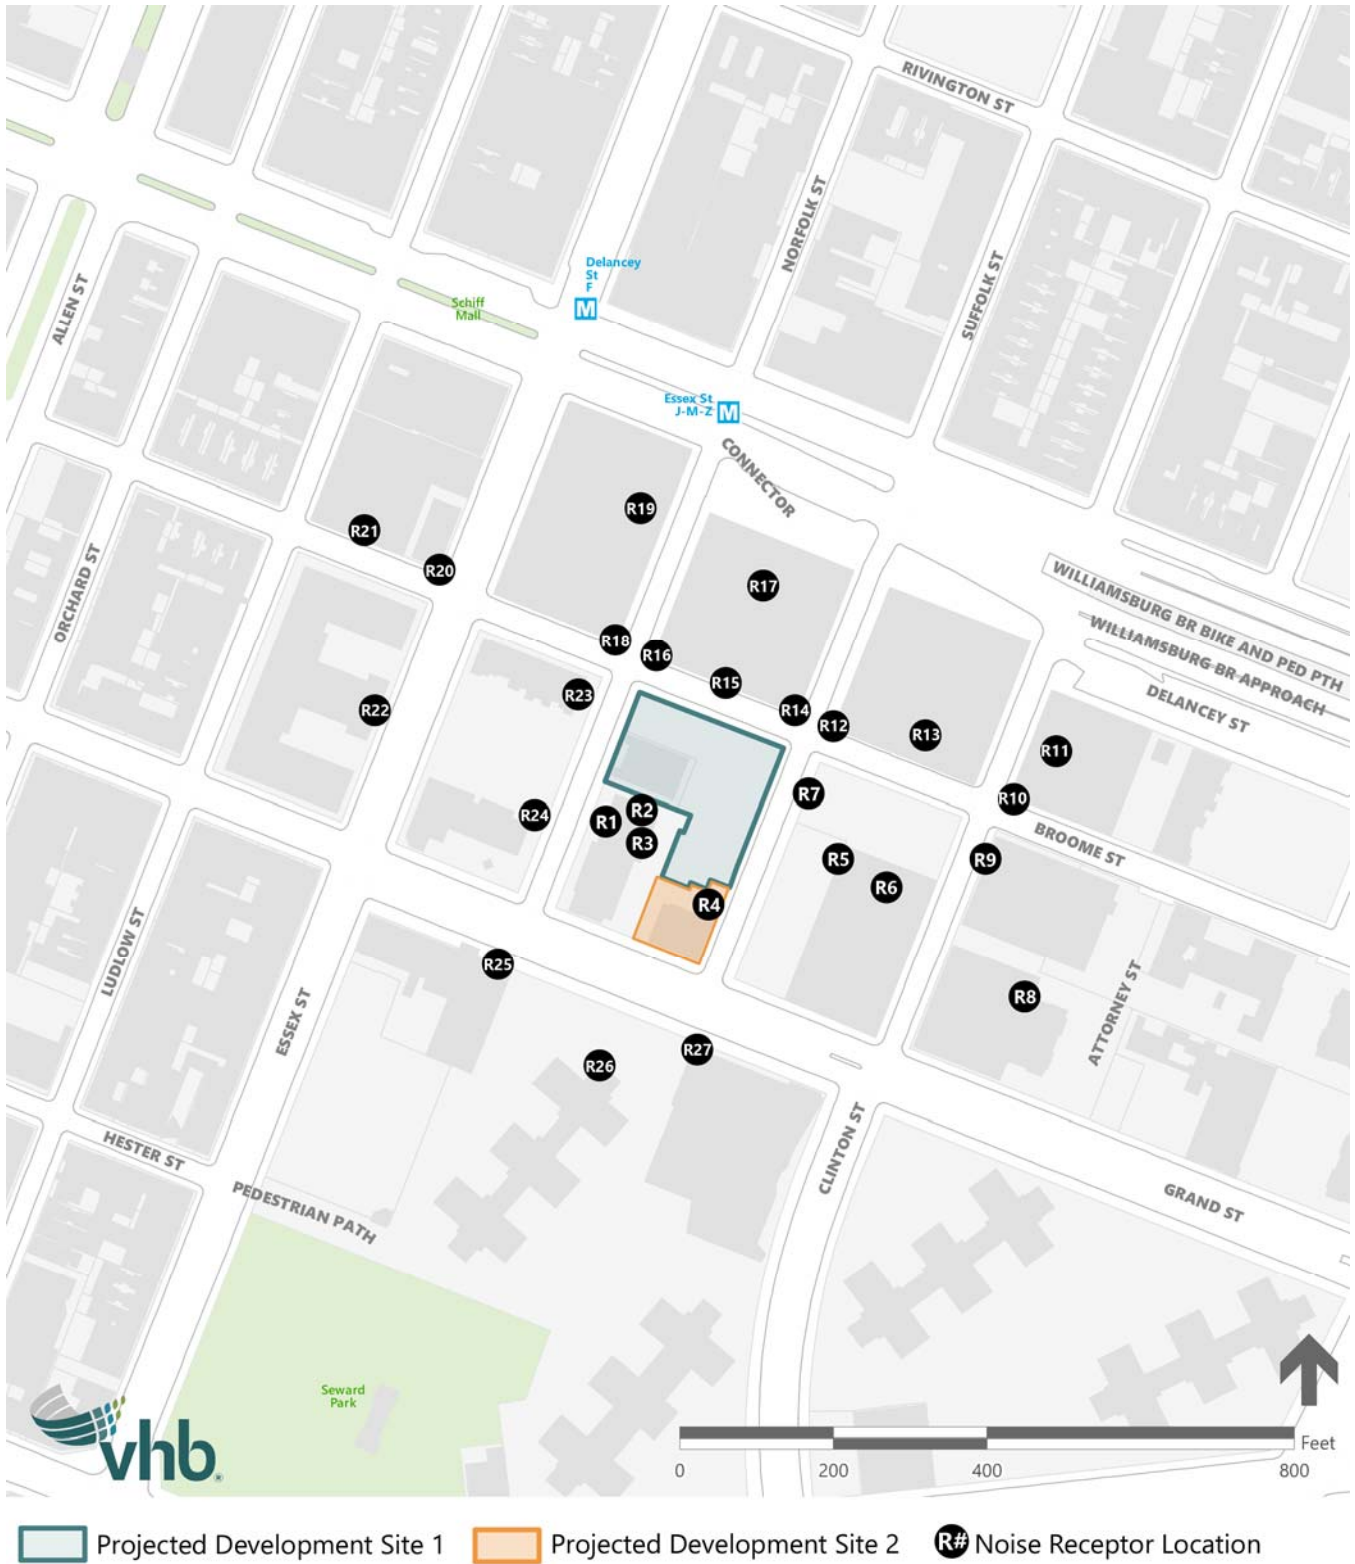 RIVINGTON ST
NORFOLK ST
SUFFOLK ST
Delancey
St
F
M
ALLEN ST
Schiff
Mall
Essex St
J-M-Z
M
CONNECTOR
R19
R21
R20
ORCHARD ST
R17
WILLIAMSBURG BR BIKE AND PED PTH
WILLIAMSBURG BR APPROACH
DELANCEY ST
R18
R16
R15
R23
R22
R14
R12
R13
R11
R7
R10
R2
R1
R3
R24
R5
R6
R9
BROOME ST
R4
LUDLOW ST
R25
R8
ATTORNEY ST
ESSEX ST
R27
R26
CLINTON ST
HESTER ST
PEDESTRIAN PATH
GRAND ST
Seward
Park
vhb®
Feet
0 200 400 800
Projected Development Site 1 Projected Development Site 2 R# Noise Receptor Location